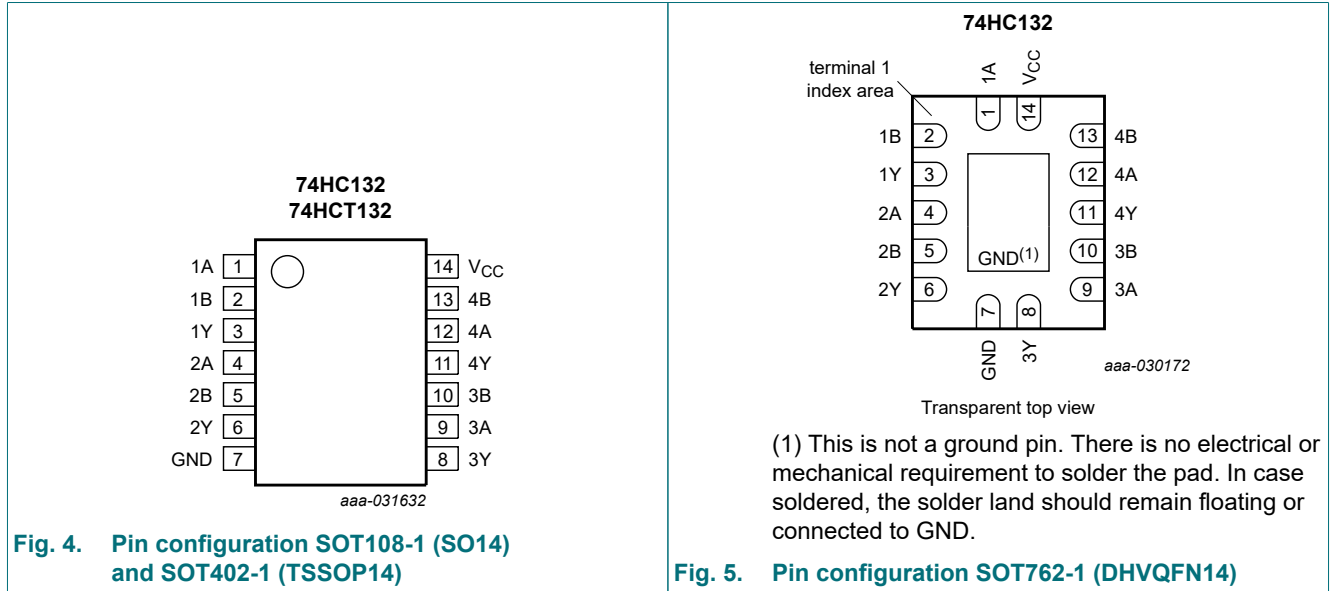 74HC132
74HCT132
1A 1
1B 2
1Y 3
2A 4
2B 5
2Y 6
GND 7
14 VCC
13 4B
12 4A
11 4Y
10 3B
9 3A
8 3Y
aaa-031632
Fig. 4. Pin configuration SOT108-1 (SO14)
and SOT402-1 (TSSOP14)
74HC132
terminal 1
index area
1A
VCC
1
14
1B 2
1Y 3
2A 4
2B 5
2Y 6
13 4B
12 4A
11 4Y
10 3B
9 3A
GND(1)
7
8
GND
3Y
aaa-030172
Transparent top view
(1) This is not a ground pin. There is no electrical or
mechanical requirement to solder the pad. In case
soldered, the solder land should remain floating or
connected to GND.
Fig. 5. Pin configuration SOT762-1 (DHVQFN14)